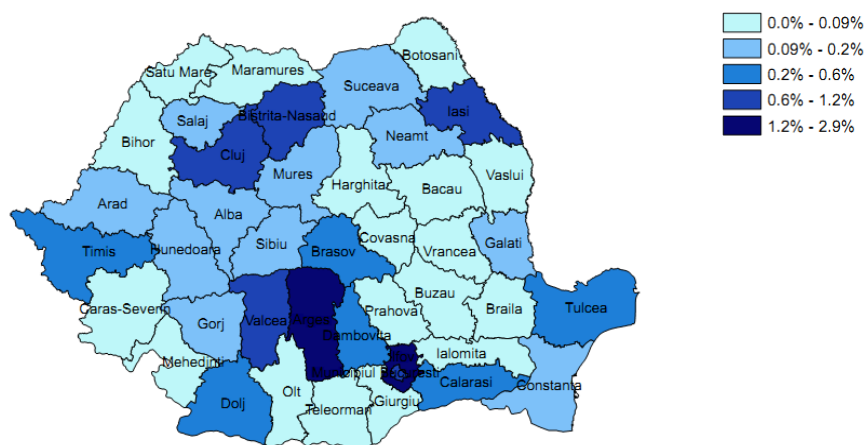 0.0% - 0.09%
0.09% - 0.2%
0.2% - 0.6%
0.6% - 1.2%
1.2% - 2.9%
Botosani
Satu Mare
Maramures
Suceava
Iasi
Salaj
Bistrita-Nasaud
Neamt
Bihor
Cluj
Mures
Harghita
Bacau
Vaslui
Arad
Alba
Covasna
Timis
Hunedoara
Sibiu
Brasov
Vrancea
Galati
Caras-Severin
Valcea
Arges
Prahova
Buzau
Braila
Tulcea
Gorj
Dambovita
Ilfov
Ialomita
Mehedinti
Municipiul Bucuresti
Calarasi
Constanta
Dolj
Olt
Teleorman
Giurgiu